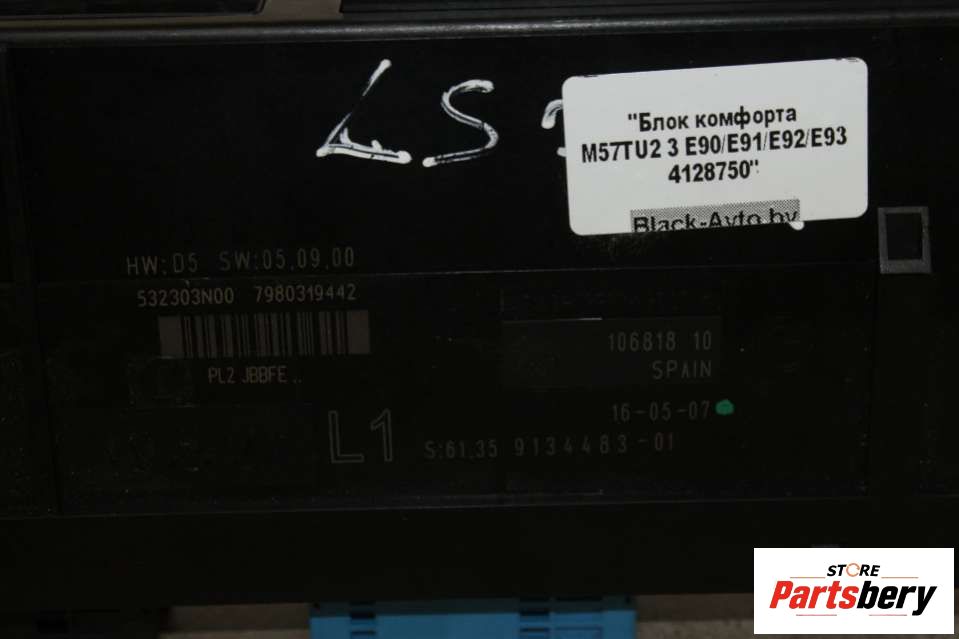 LS
"Блок комфорта
M57TU2 3 E90/E91/E92/E93
4128750"
Black-Avto.by
HW:D5 SW:05.09.00
532303N00 7980319442
PL2 JBBFE ..
106818 10
SPAIN
16-05-07
L1
S:61.35 9134483-01
STORE
Partsbery